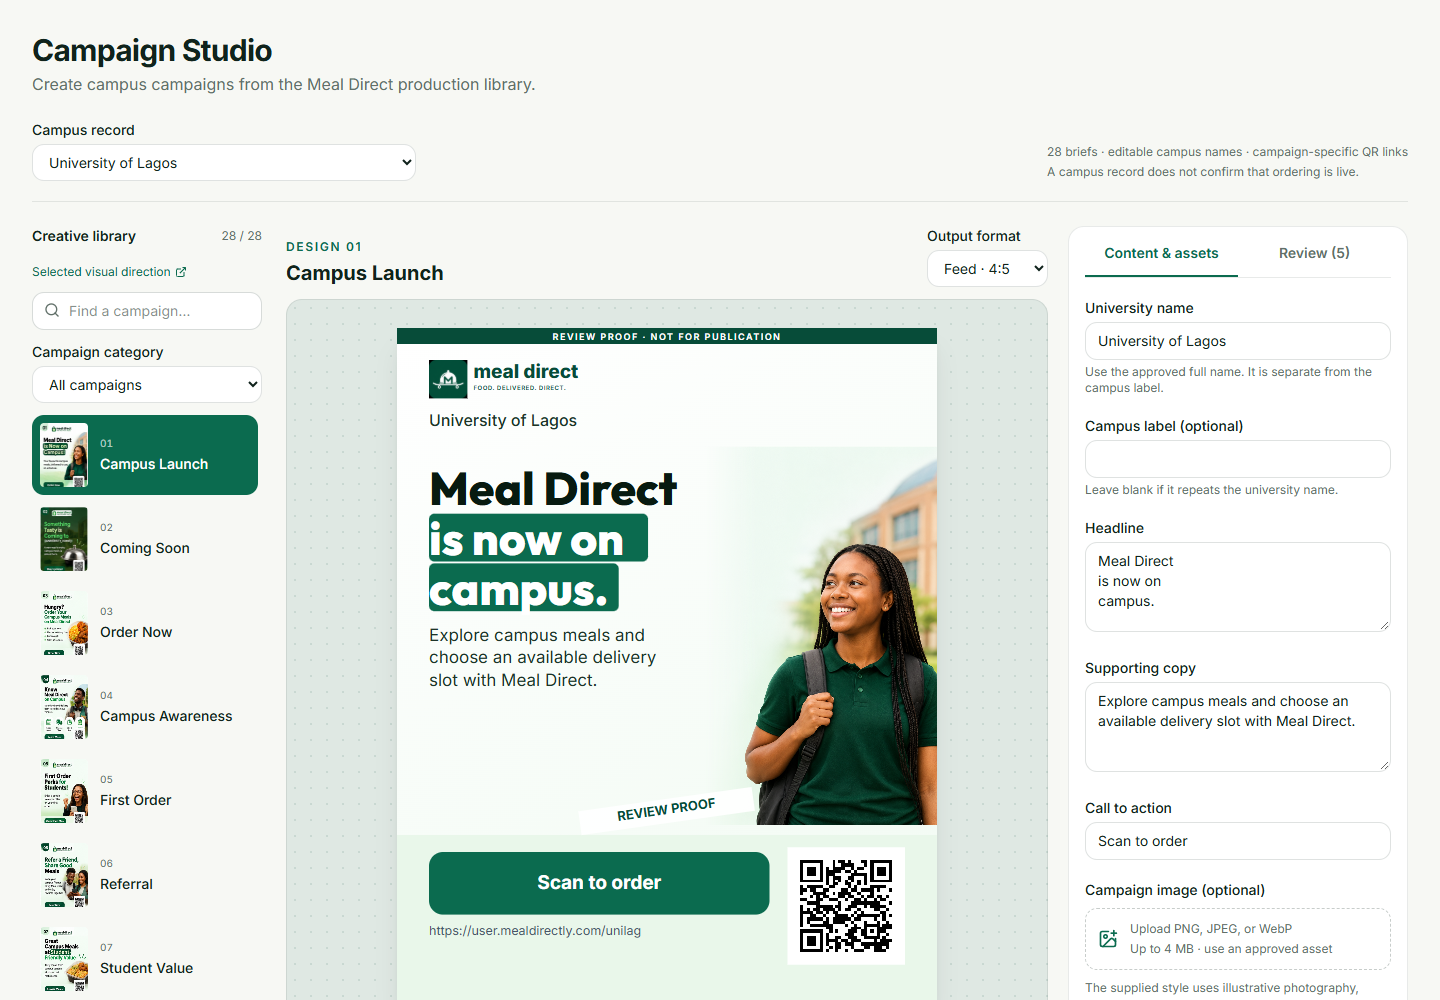 Campaign Studio
Create campus campaigns from the Meal Direct production library.
Campus record
University of Lagos
28 briefs · editable campus names · campaign-specific QR links
A campus record does not confirm that ordering is live.
Creative library
28 / 28
Selected visual direction
Find a campaign...
Campaign category
All campaigns
01
Campus Launch
02
Coming Soon
03
Order Now
04
Campus Awareness
05
First Order
06
Referral
07
Student Value
DESIGN 01
Campus Launch
Output format
Feed · 4:5
REVIEW PROOF · NOT FOR PUBLICATION
meal direct
FOOD. DELIVERED. DIRECT.
University of Lagos
Meal Direct
is now on
campus.
Explore campus meals and
choose an available delivery
slot with Meal Direct.
REVIEW PROOF
Scan to order
https://user.mealdirectly.com/unilag
Content & assets
Review (5)
University name
University of Lagos
Use the approved full name. It is separate from the
campus label.
Campus label (optional)
Leave blank if it repeats the university name.
Headline
Meal Direct
is now on
campus.
Supporting copy
Explore campus meals and choose an
available delivery slot with Meal Direct.
Call to action
Scan to order
Campaign image (optional)
Upload PNG, JPEG, or WebP
Up to 4 MB · use an approved asset
The supplied style uses illustrative photography,